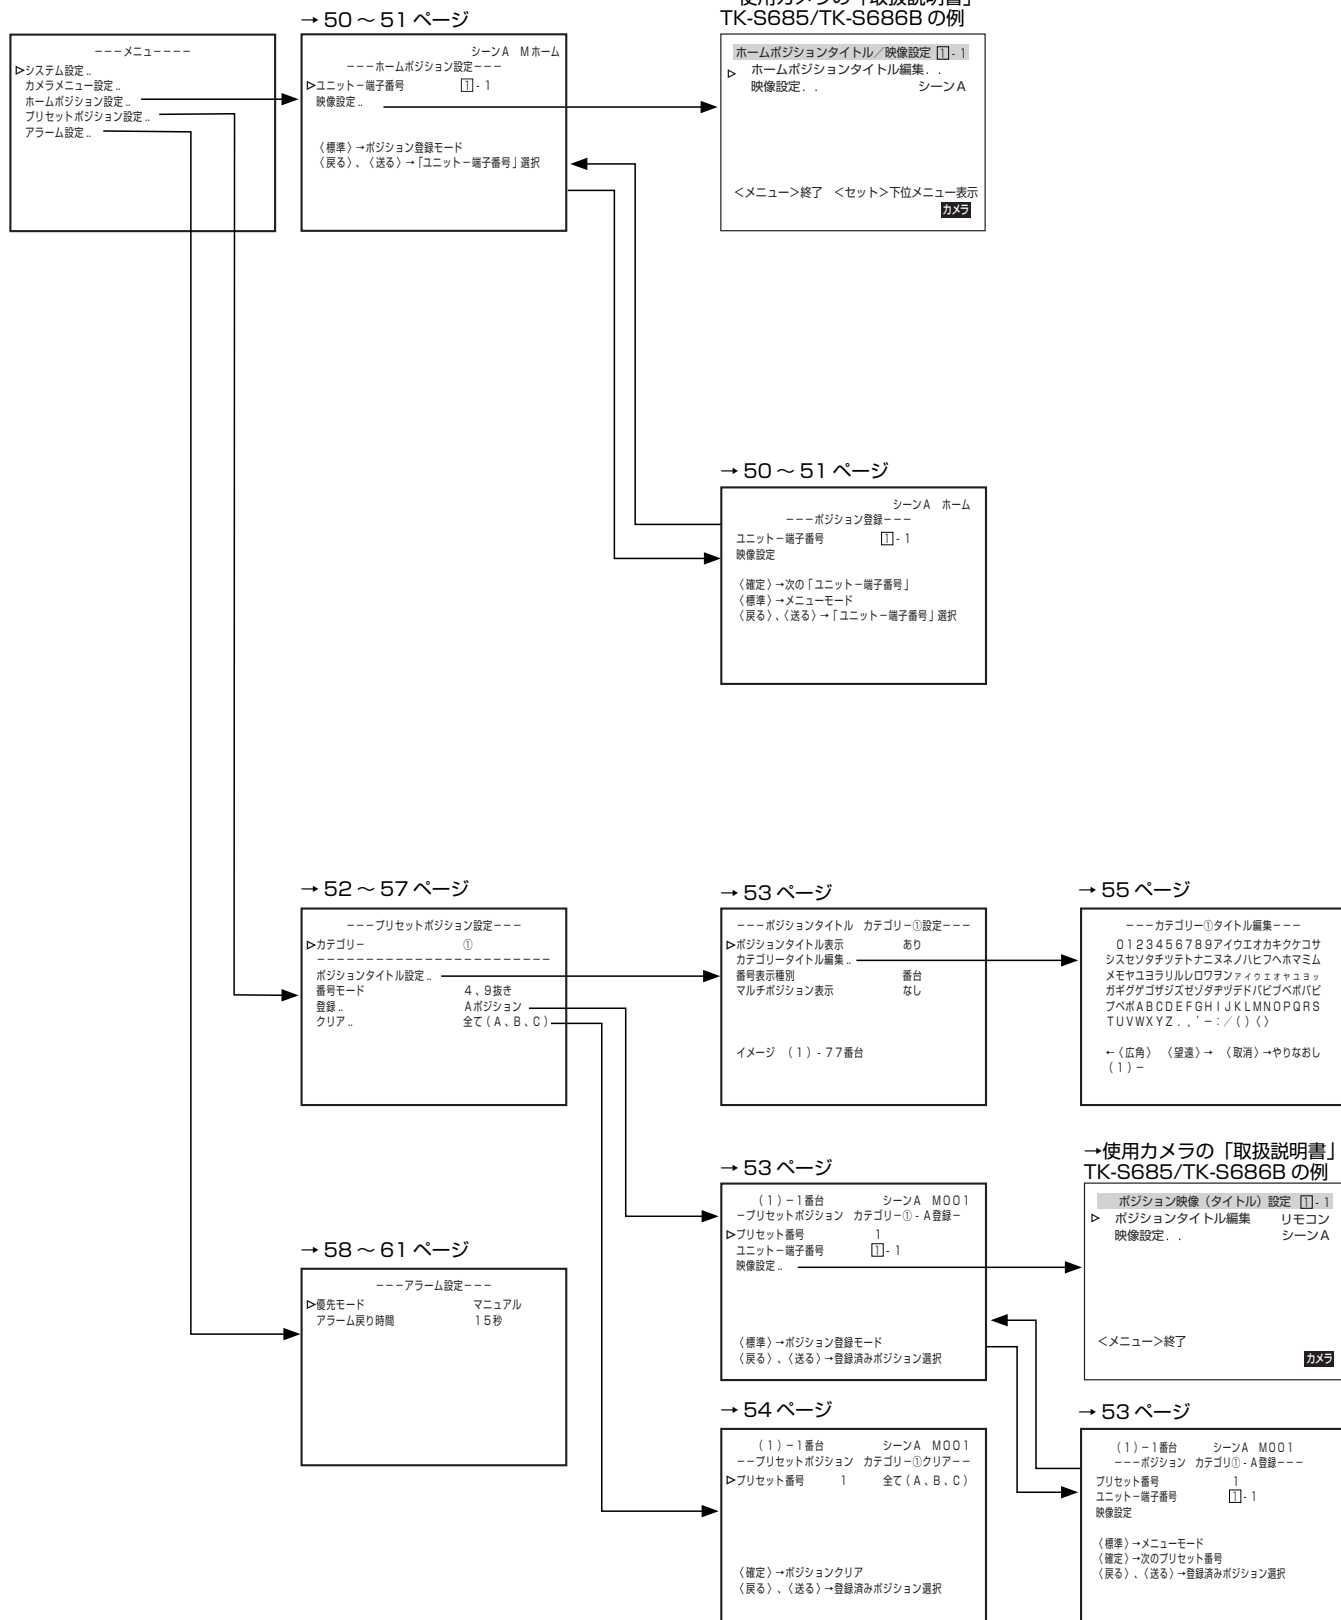 →使用カメラの「取扱説明書」
TK-S685/TK-S686B の例
→ 50 ～ 51 ページ
---メニュー----
▷システム設定‥
カメラメニュー設定‥
ホームポジション設定‥
プリセットポジション設定‥
アラーム設定‥
シーンA　Mホーム
---ホームポジション設定---
▷ユニット－端子番号　1 - 1
映像設定‥
〈標準〉→ポジション登録モード
〈戻る〉、〈送る〉→「ユニット－端子番号」選択
ホームポジションタイトル／映像設定 1 - 1
▷ ホームポジションタイトル編集. .
映像設定. .　シーンA
＜メニュー＞終了　＜セット＞下位メニュー表示
カメラ
→ 50 ～ 51 ページ
シーンA　ホーム
---ポジション登録---
ユニット－端子番号　1 - 1
映像設定
〈確定〉→次の「ユニット－端子番号」
〈標準〉→メニューモード
〈戻る〉、〈送る〉→「ユニット－端子番号」選択
→ 52 ～ 57 ページ
---プリセットポジション設定---
▷カテゴリー　①
-------------------------
ポジションタイトル設定‥
番号モード　4、9抜き
登録‥　Aポジション
クリア‥　全て(A、B、C)
→ 53 ページ
---ポジションタイトル　カテゴリー①設定---
▷ポジションタイトル表示　あり
カテゴリータイトル編集‥
番号表示種別　番台
マルチポジション表示　なし
イメージ　(1) - 77番台
→ 55 ページ
---カテゴリー①タイトル編集---
0123456789アイウエオカキクケコサ
シスセソタチツテトナニヌネノハヒフヘホマミム
メモヤユヨラリルレロワヲンァィゥェォャュョッ
ガギグゲゴザジズゼゾダヂヅデドバビブベボパピ
プペポABCDEFGHIJKLMNOPQRS
TUVWXYZ．，'－：／()〈〉
←〈広角〉　〈望遠〉→　〈取消〉→やりなおし
(1)－
→ 53 ページ
(1)－1番台　シーンA　M001
－プリセットポジション　カテゴリー① - A登録－
▷プリセット番号　1
ユニット－端子番号　1 - 1
映像設定‥
〈標準〉→ポジション登録モード
〈戻る〉、〈送る〉→登録済みポジション選択
→使用カメラの「取扱説明書」
TK-S685/TK-S686B の例
ポジション映像（タイトル）設定 1 - 1
▷ ポジションタイトル編集　リモコン
映像設定. .　シーンA
＜メニュー＞終了
カメラ
→ 58 ～ 61 ページ
---アラーム設定---
▷優先モード　マニュアル
アラーム戻り時間　15秒
→ 54 ページ
(1)－1番台　シーンA　M001
--プリセットポジション　カテゴリー①クリア--
▷プリセット番号　1　全て(A、B、C)
〈確定〉→ポジションクリア
〈戻る〉、〈送る〉→登録済みポジション選択
→ 53 ページ
(1)－1番台　シーンA　M001
---ポジション　カテゴリ① - A登録---
プリセット番号　1
ユニット－端子番号　1 - 1
映像設定
〈標準〉→メニューモード
〈確定〉→次のプリセット番号
〈戻る〉、〈送る〉→登録済みポジション選択